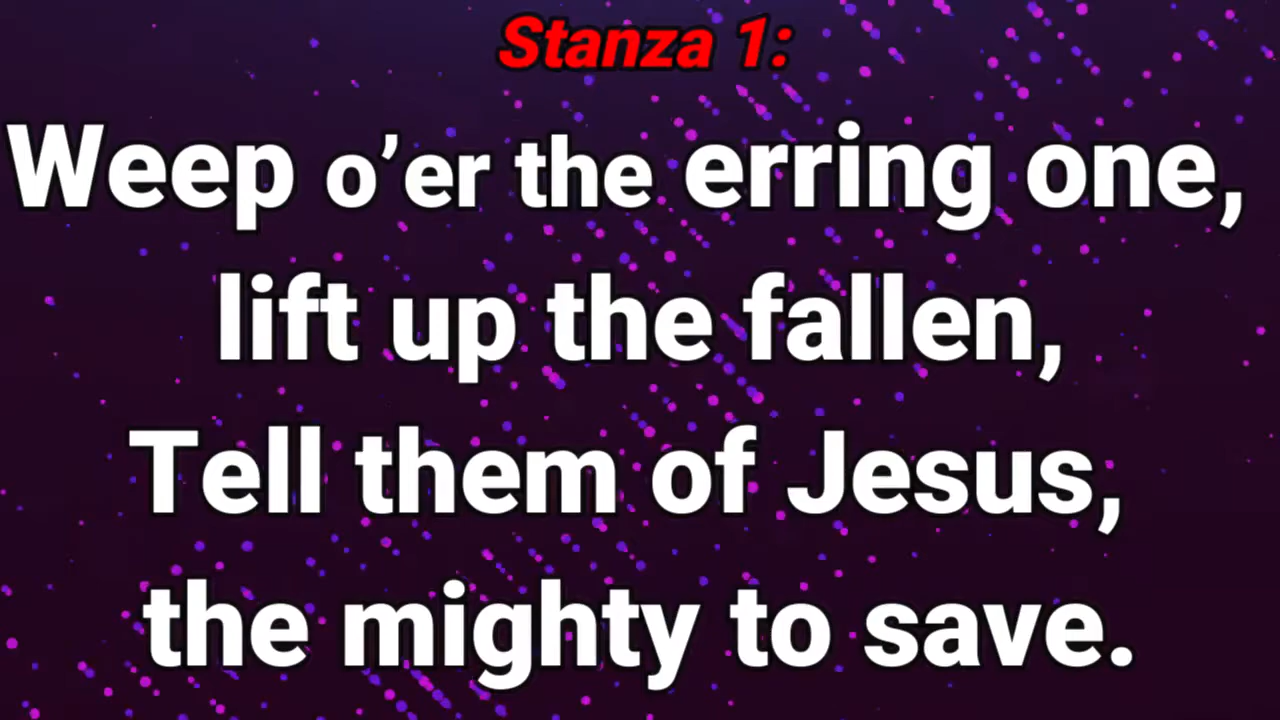 Stanza 1:
Weep o’er the erring one,
lift up the fallen,
Tell them of Jesus,
the mighty to save.